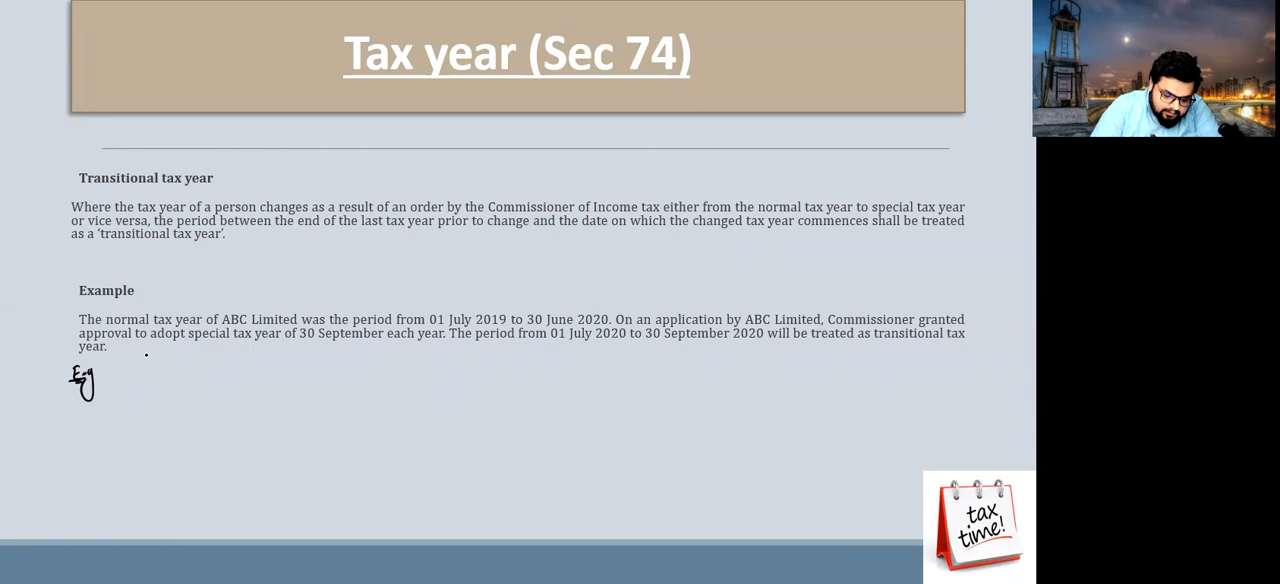 Tax year (Sec 74)
Transitional tax year
Where the tax year of a person changes as a result of an order by the Commissioner of Income tax either from the normal tax year to special tax year
or vice versa, the period between the end of the last tax year prior to change and the date on which the changed tax year commences shall be treated
as a ‘transitional tax year’.
Example
The normal tax year of ABC Limited was the period from 01 July 2019 to 30 June 2020. On an application by ABC Limited, Commissioner granted
approval to adopt special tax year of 30 September each year. The period from 01 July 2020 to 30 September 2020 will be treated as transitional tax
year.
E.g
tax
time!